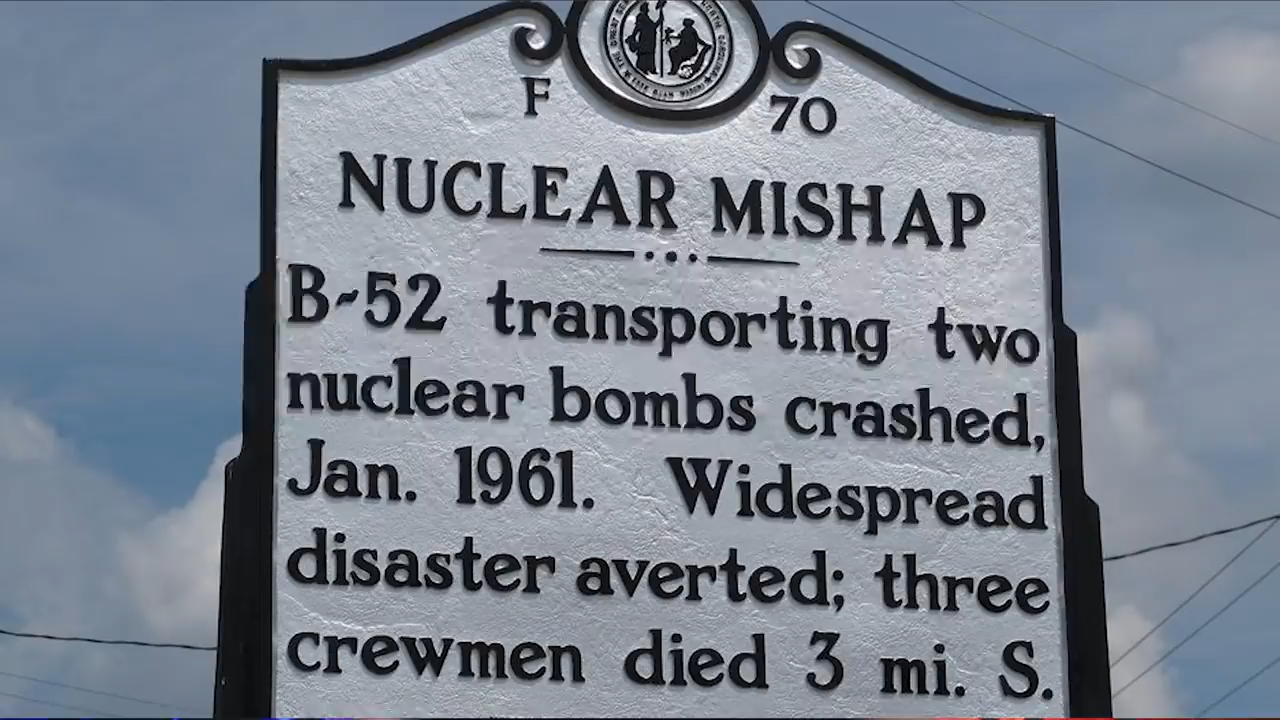 F 70
NUCLEAR MISHAP
B-52 transporting two
nuclear bombs crashed,
Jan. 1961. Widespread
disaster averted; three
crewmen died 3 mi. S.